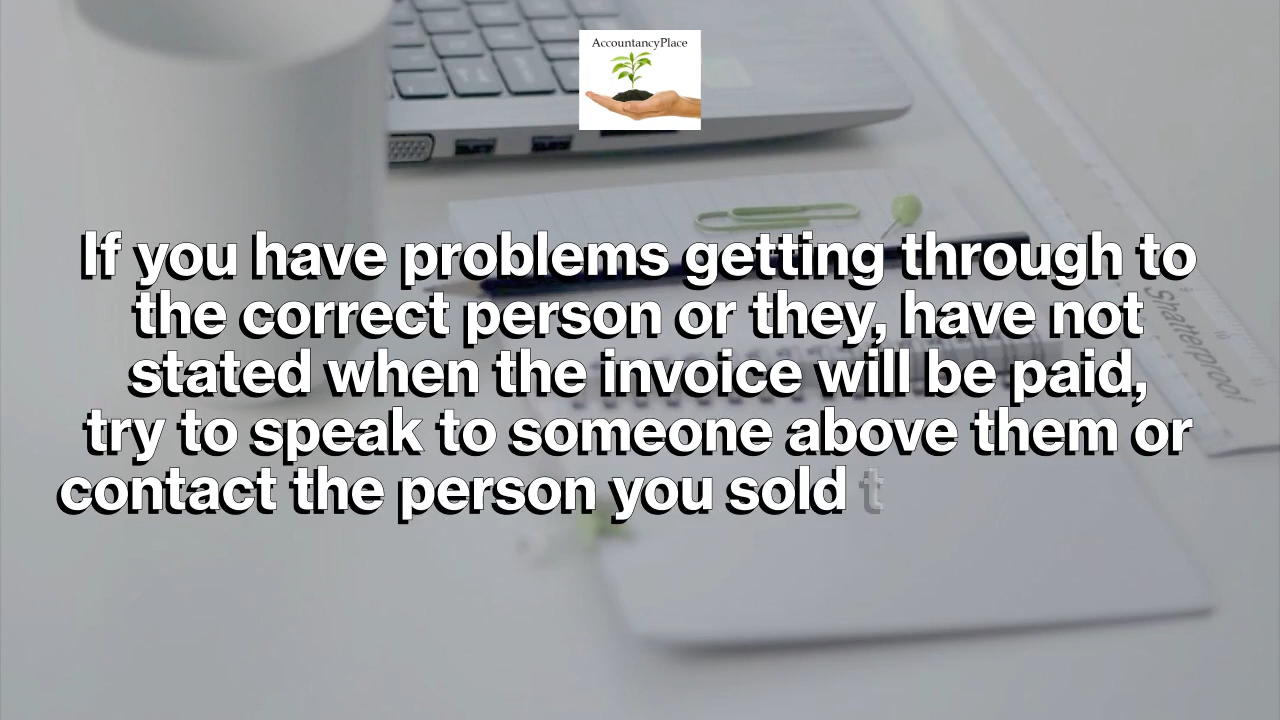 AccountancyPlace
If you have problems getting through to
the correct person or they, have not
stated when the invoice will be paid,
try to speak to someone above them or
contact the person you sold t
Shatterproof